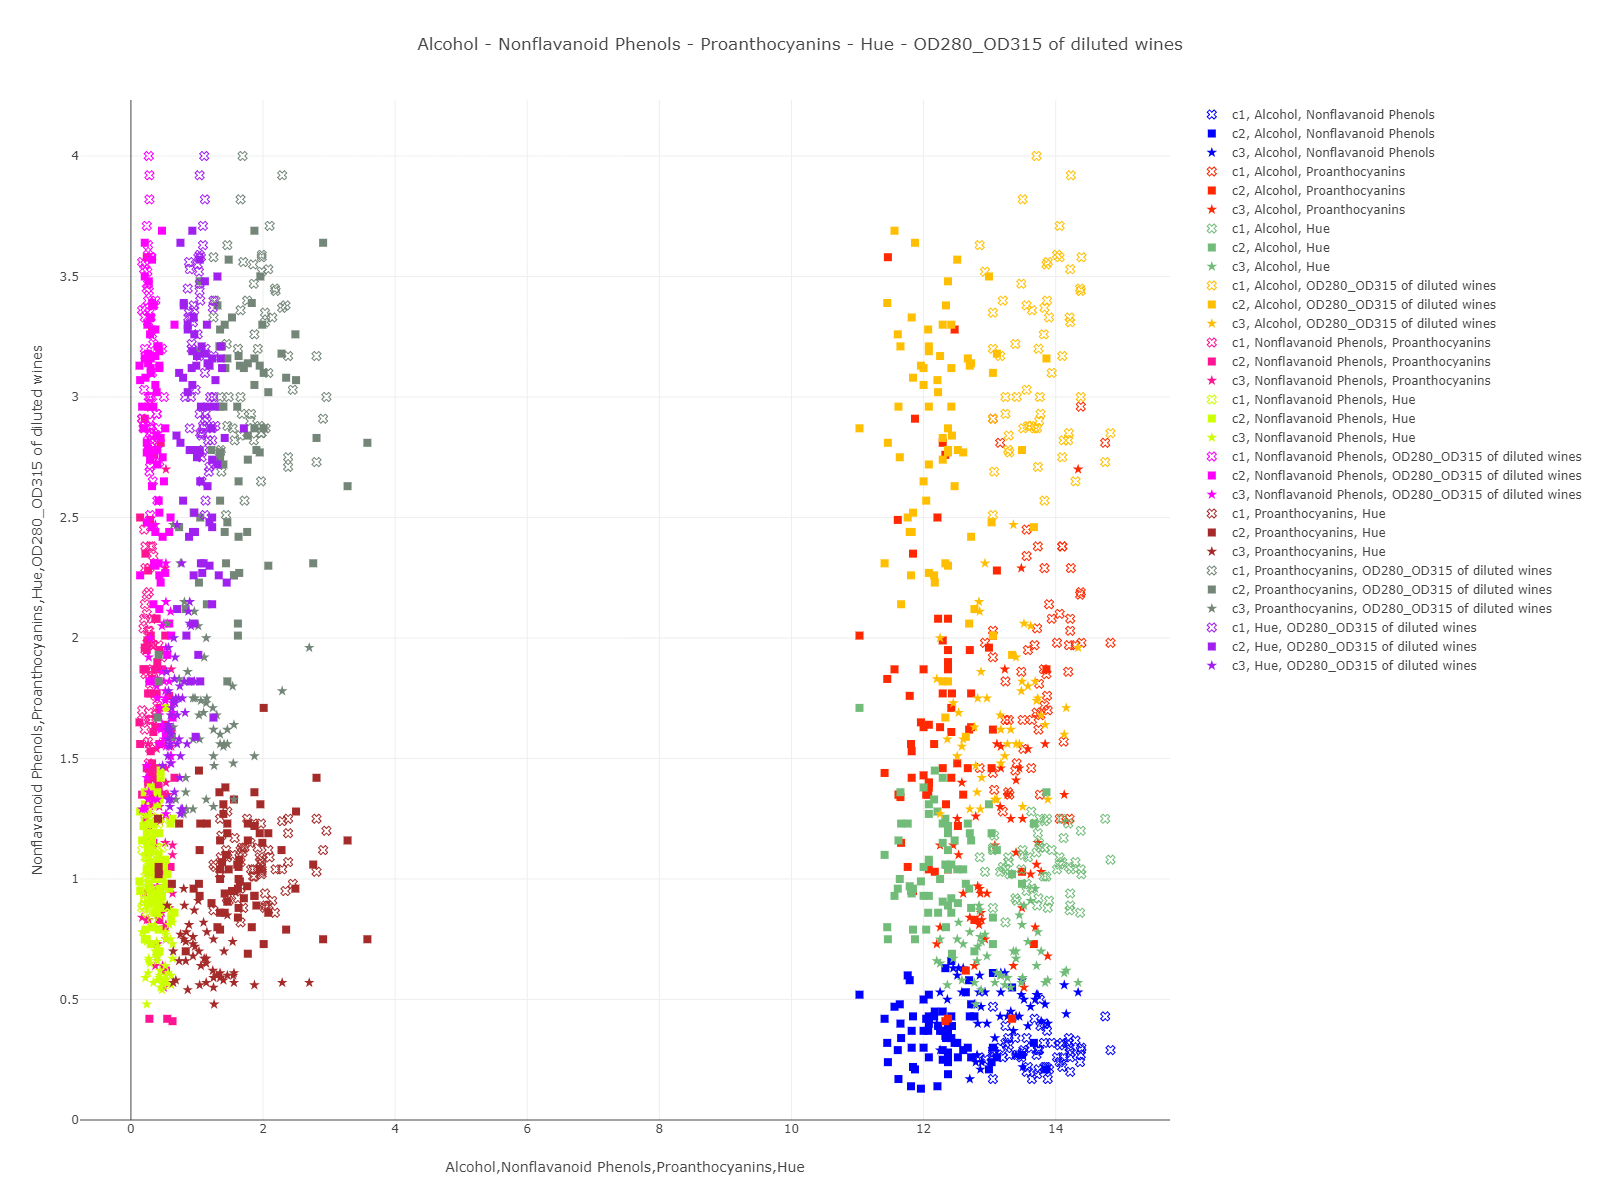 Alcohol - Nonflavanoid Phenols - Proanthocyanins - Hue - OD280_OD315 of diluted wines
c1, Alcohol, Nonflavanoid Phenols
c2, Alcohol, Nonflavanoid Phenols
c3, Alcohol, Nonflavanoid Phenols
c1, Alcohol, Proanthocyanins
c2, Alcohol, Proanthocyanins
c3, Alcohol, Proanthocyanins
c1, Alcohol, Hue
c2, Alcohol, Hue
c3, Alcohol, Hue
c1, Alcohol, OD280_OD315 of diluted wines
c2, Alcohol, OD280_OD315 of diluted wines
c3, Alcohol, OD280_OD315 of diluted wines
c1, Nonflavanoid Phenols, Proanthocyanins
c2, Nonflavanoid Phenols, Proanthocyanins
c3, Nonflavanoid Phenols, Proanthocyanins
c1, Nonflavanoid Phenols, Hue
c2, Nonflavanoid Phenols, Hue
c3, Nonflavanoid Phenols, Hue
c1, Nonflavanoid Phenols, OD280_OD315 of diluted wines
c2, Nonflavanoid Phenols, OD280_OD315 of diluted wines
c3, Nonflavanoid Phenols, OD280_OD315 of diluted wines
c1, Proanthocyanins, Hue
c2, Proanthocyanins, Hue
c3, Proanthocyanins, Hue
c1, Proanthocyanins, OD280_OD315 of diluted wines
c2, Proanthocyanins, OD280_OD315 of diluted wines
c3, Proanthocyanins, OD280_OD315 of diluted wines
c1, Hue, OD280_OD315 of diluted wines
c2, Hue, OD280_OD315 of diluted wines
c3, Hue, OD280_OD315 of diluted wines
Nonflavanoid Phenols,Proanthocyanins,Hue,OD280_OD315 of diluted wines
4
3.5
3
2.5
2
1.5
1
0.5
0
0 2 4 6 8 10 12 14
Alcohol,Nonflavanoid Phenols,Proanthocyanins,Hue